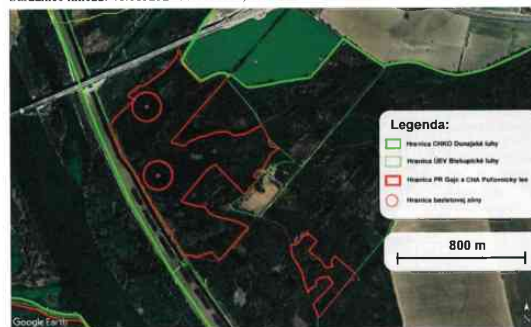 Legenda:
Hranica CHKO Dunajské luhy
Hranica ÚEV Biskupické luhy
Hranica PR Gajc a CHA Poľovnícky les
Hranica bezletovej zóny
800 m
Google Earth